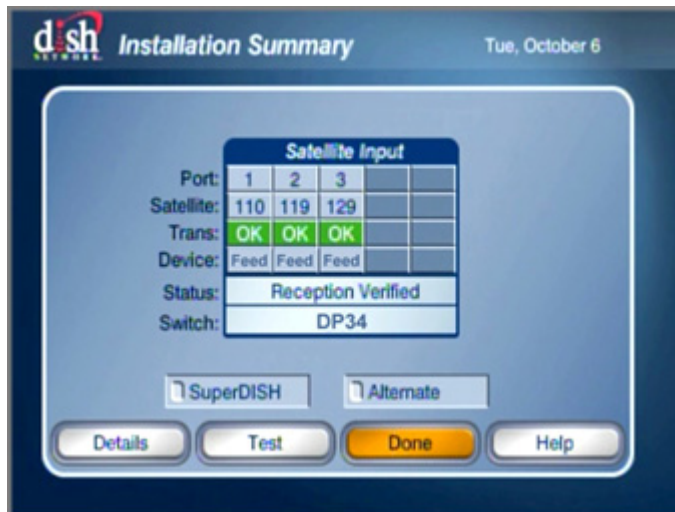 dish
NETWORK.
Installation Summary
Tue, October 6
Satellite Input
Port: 1 2 3
Satellite: 110 119 129
Trans: OK OK OK
Device: Feed Feed Feed
Status: Reception Verified
Switch: DP34
SuperDISH Alternate
Details Test Done Help